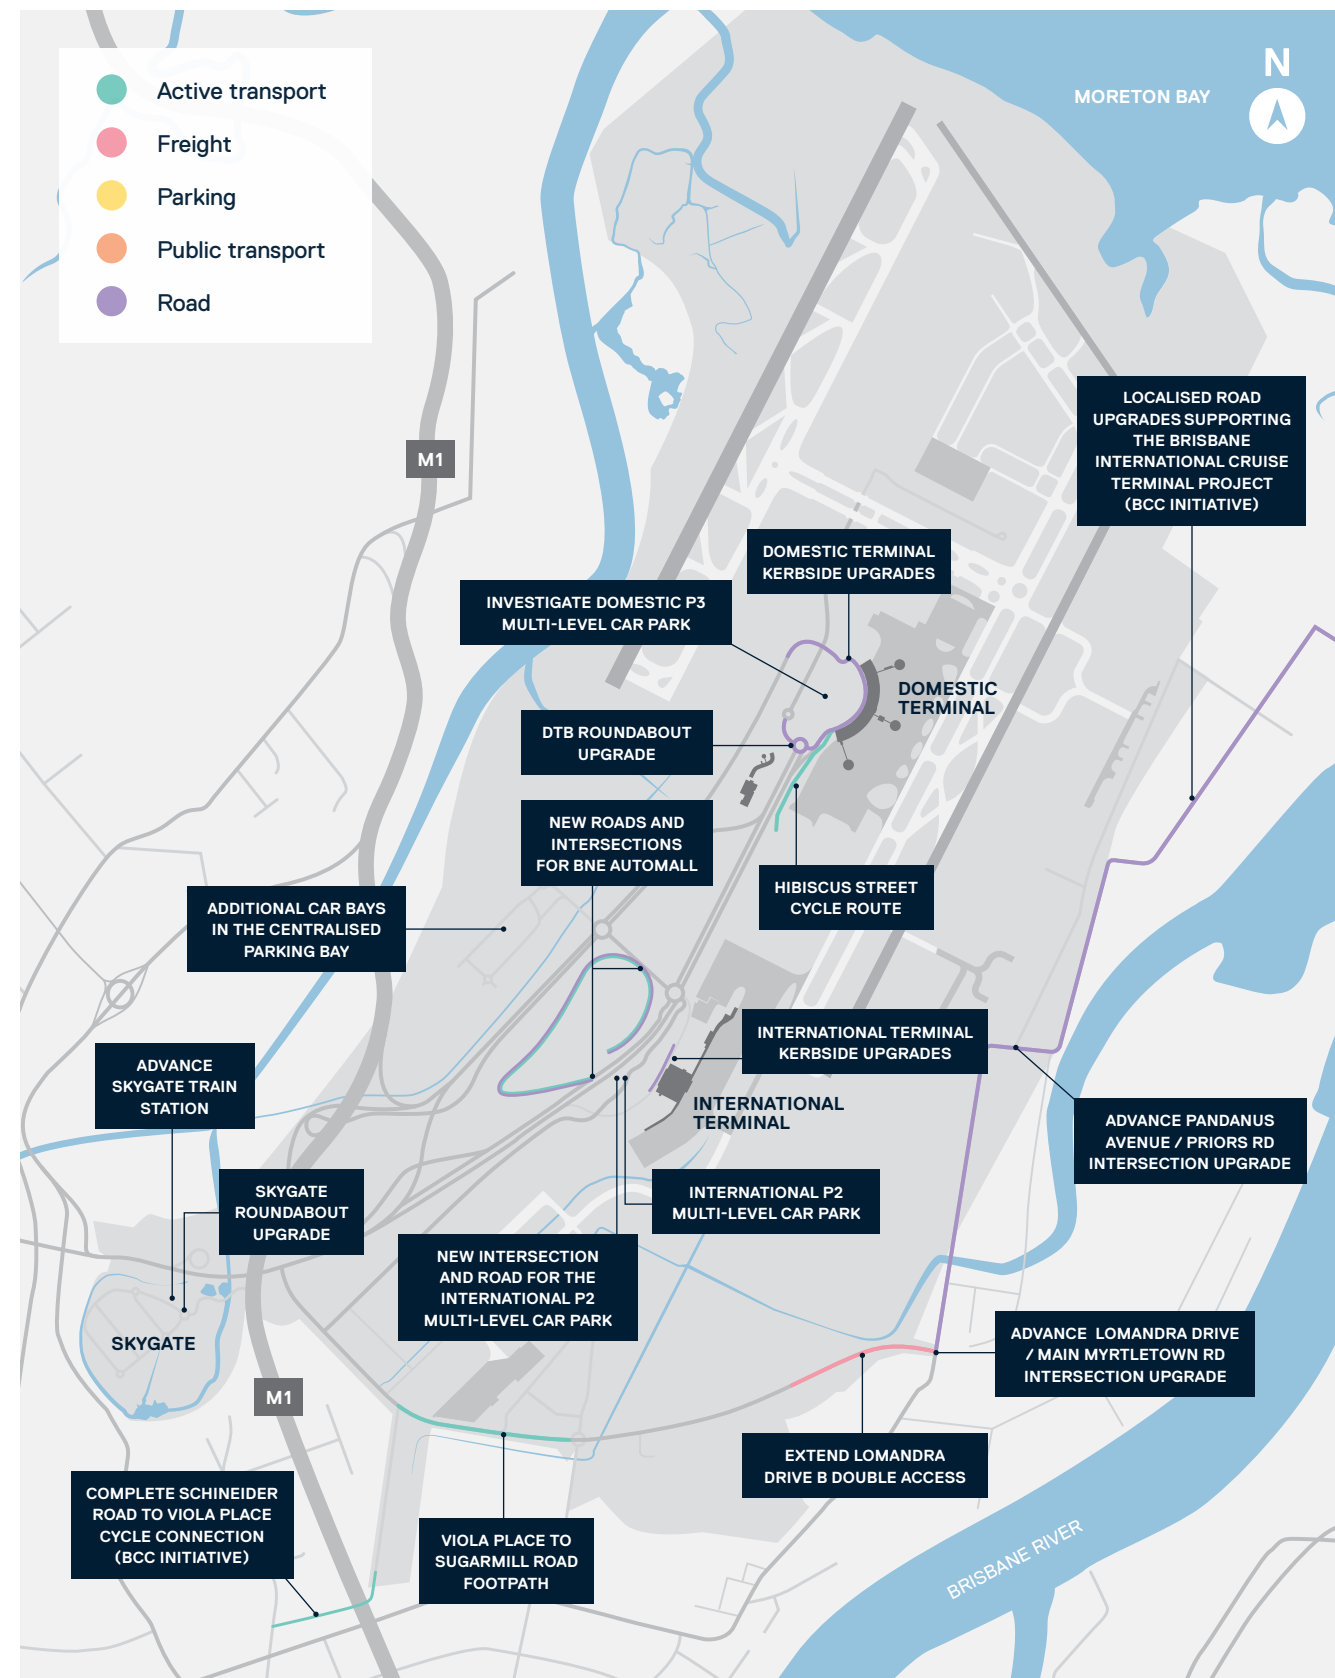 Active transport
Freight
Parking
Public transport
Road
MORETON BAY
N
M1
LOCALISED ROAD
UPGRADES SUPPORTING
THE BRISBANE
INTERNATIONAL CRUISE
TERMINAL PROJECT
(BCC INITIATIVE)
DOMESTIC TERMINAL
KERBSIDE UPGRADES
INVESTIGATE DOMESTIC P3
MULTI-LEVEL CAR PARK
DOMESTIC
TERMINAL
DTB ROUNDABOUT
UPGRADE
NEW ROADS AND
INTERSECTIONS
FOR BNE AUTOMALL
HIBISCUS STREET
CYCLE ROUTE
ADDITIONAL CAR BAYS
IN THE CENTRALISED
PARKING BAY
INTERNATIONAL TERMINAL
KERBSIDE UPGRADES
ADVANCE
SKYGATE TRAIN
STATION
INTERNATIONAL
TERMINAL
ADVANCE PANDANUS
AVENUE / PRIORS RD
INTERSECTION UPGRADE
SKYGATE
ROUNDABOUT
UPGRADE
INTERNATIONAL P2
MULTI-LEVEL CAR PARK
NEW INTERSECTION
AND ROAD FOR THE
INTERNATIONAL P2
MULTI-LEVEL CAR PARK
SKYGATE
ADVANCE LOMANDRA DRIVE
/ MAIN MYRTLETOWN RD
INTERSECTION UPGRADE
M1
EXTEND LOMANDRA
DRIVE B DOUBLE ACCESS
COMPLETE SCHINEIDER
ROAD TO VIOLA PLACE
CYCLE CONNECTION
(BCC INITIATIVE)
VIOLA PLACE TO
SUGARMILL ROAD
FOOTPATH
BRISBANE RIVER